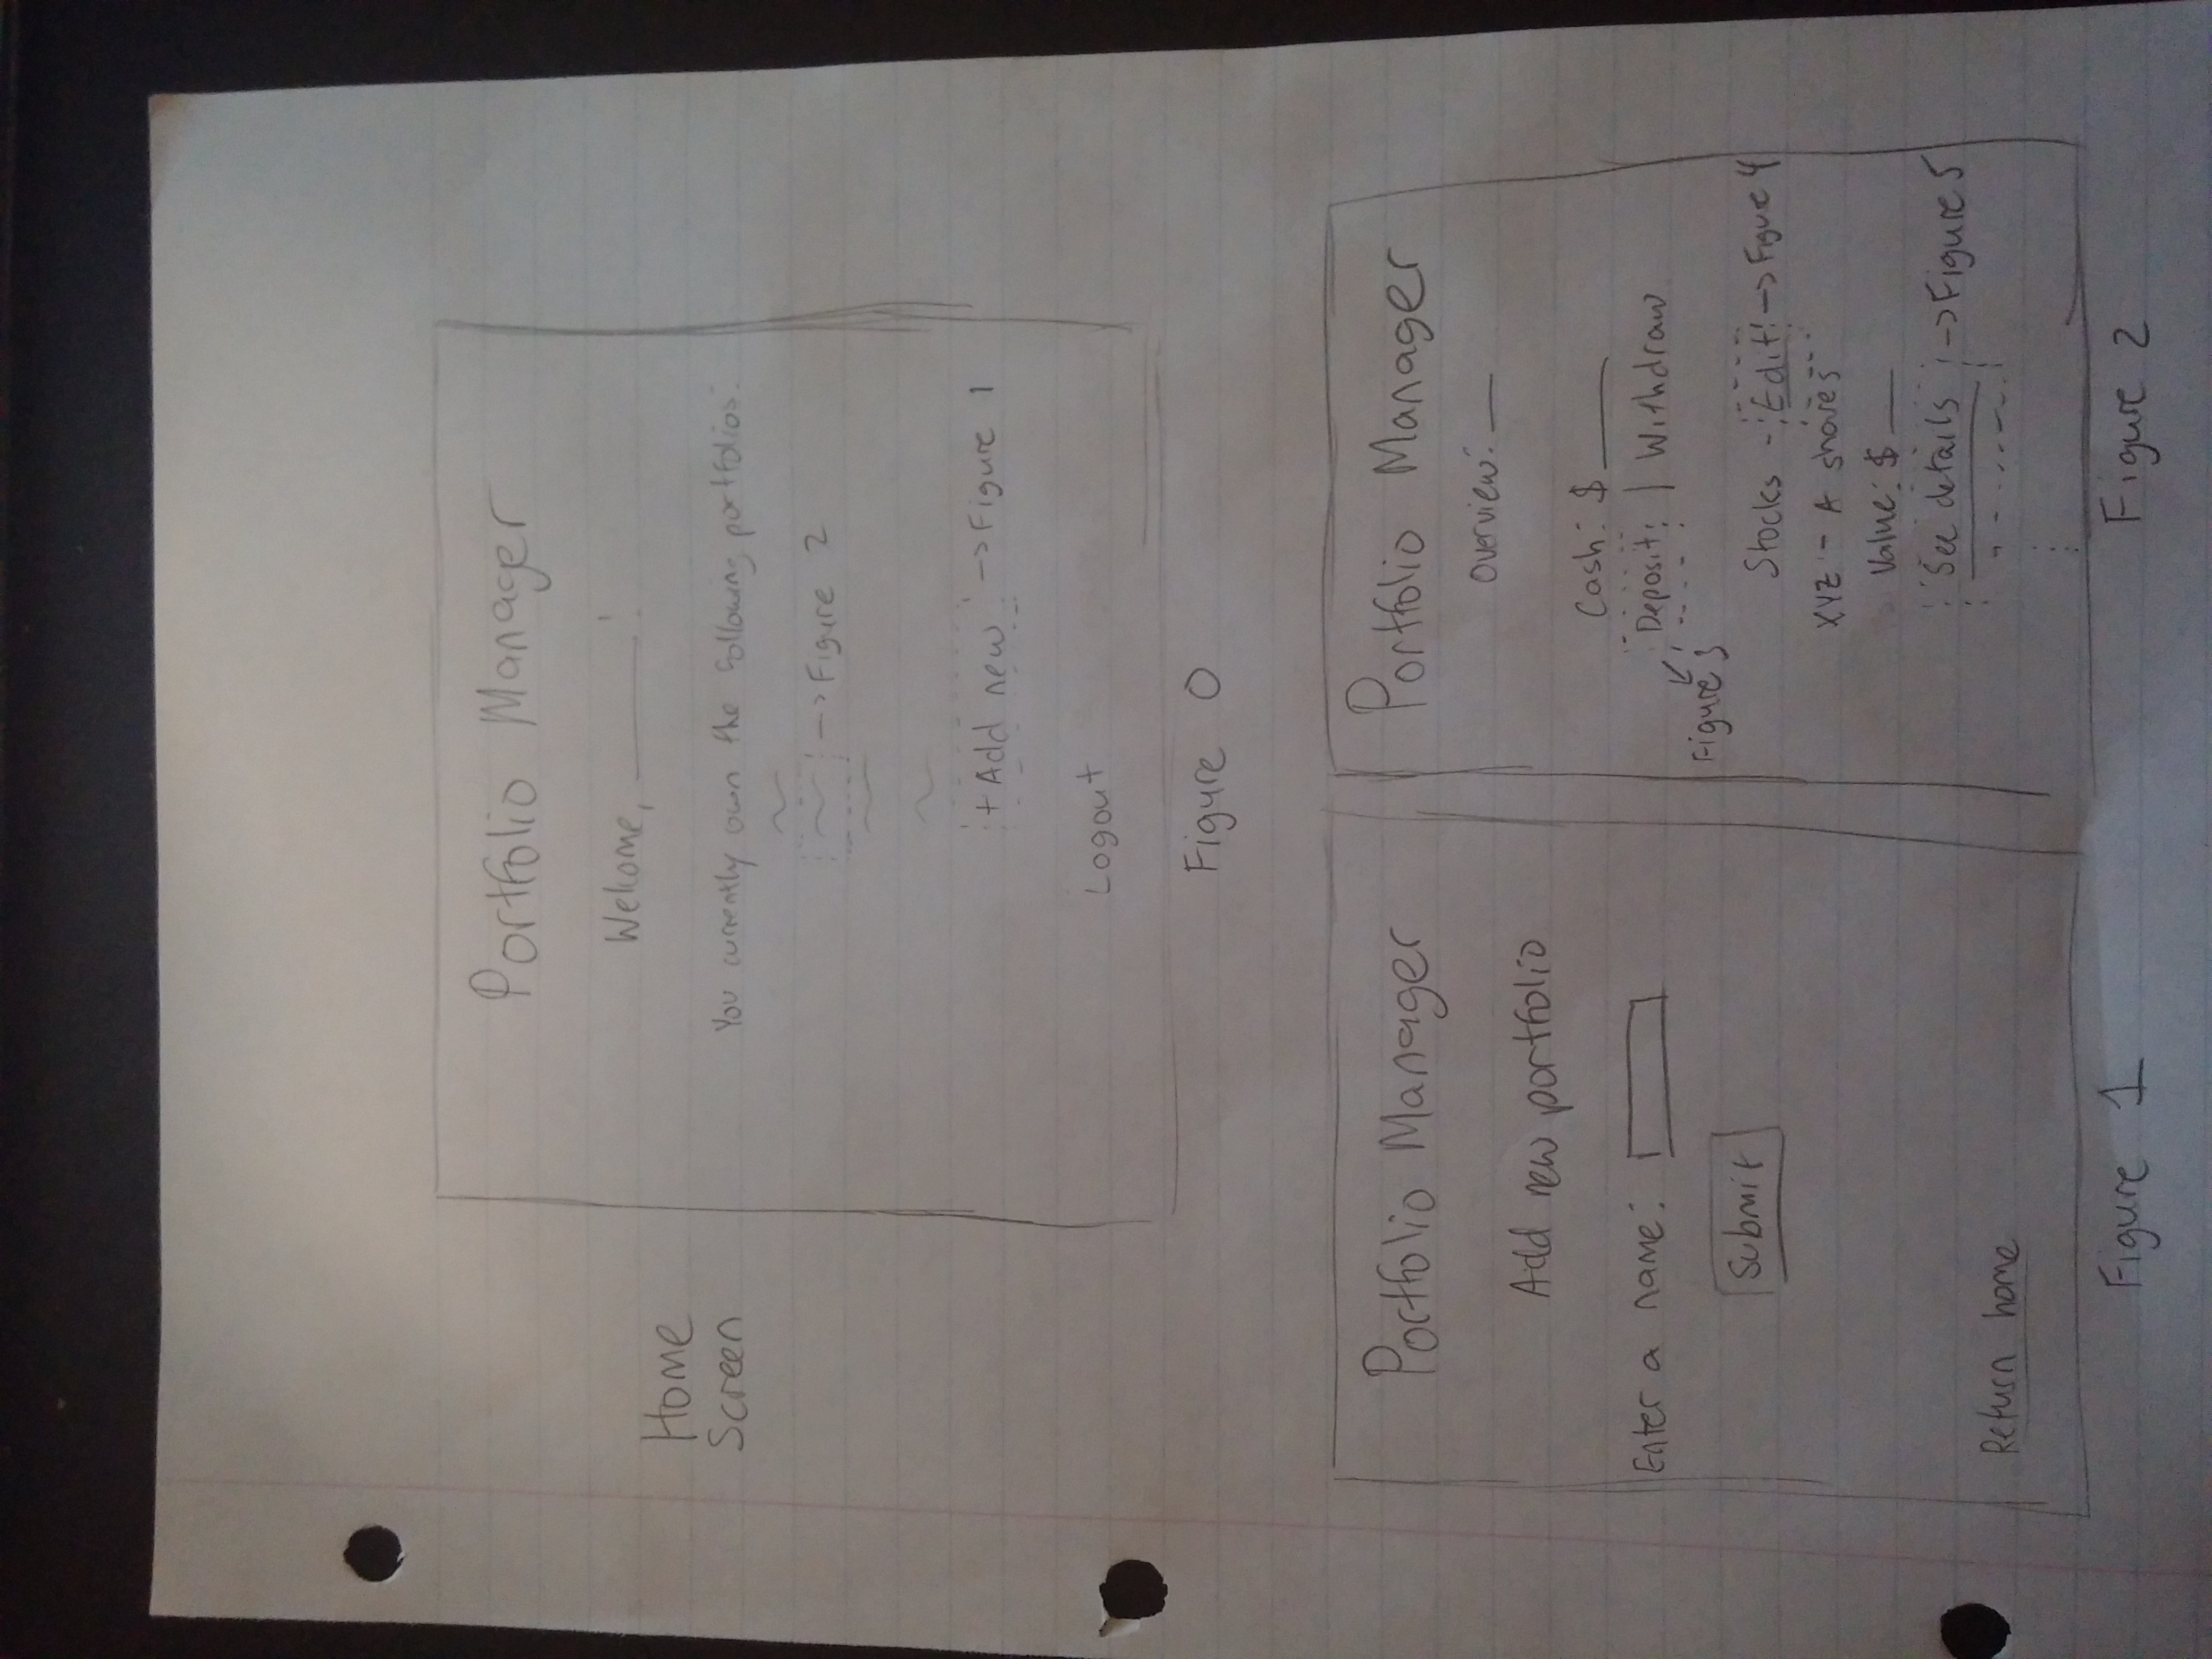 Portfolio Manager
Welcome, ______!
Home
Screen
You currently own the following portfolios:
-> Figure 2
+ Add new -> Figure 1
Logout
Figure 0
Portfolio Manager
Add new portfolio
Enter a name:
Submit
Return home
Figure 1
Portfolio Manager
Overview: __
Cash: $ ____
Deposit | Withdraw
Figure 3
Stocks - Edit -> Figure 4
XYZ - A shares
Value: $ __
See details -> Figure 5
Figure 2